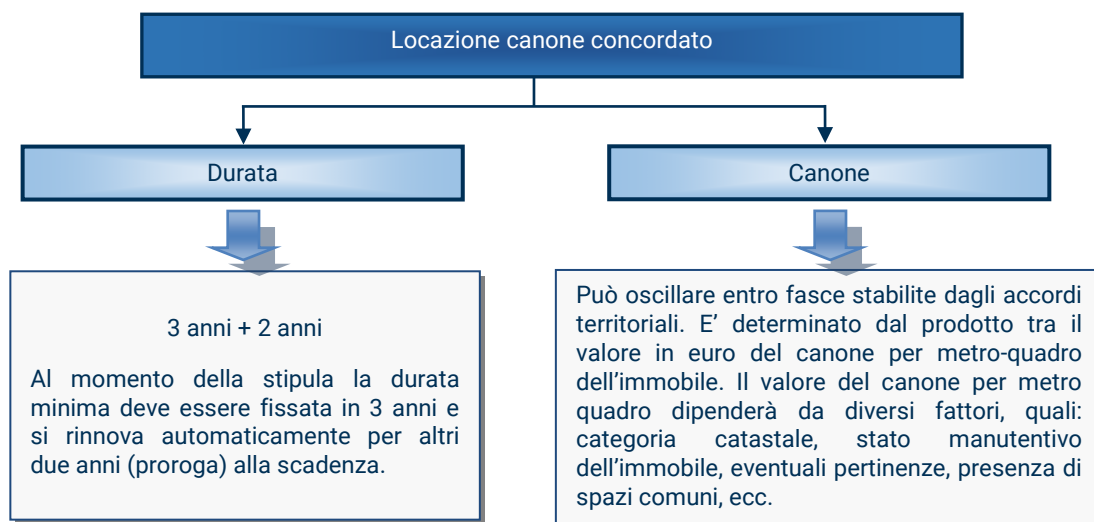 Locazione canone concordato
Durata
Canone
3 anni + 2 anni
Al momento della stipula la durata
minima deve essere fissata in 3 anni e
si rinnova automaticamente per altri
due anni (proroga) alla scadenza.
Può oscillare entro fasce stabilite dagli accordi
territoriali. E’ determinato dal prodotto tra il
valore in euro del canone per metro-quadro
dell’immobile. Il valore del canone per metro
quadro dipenderà da diversi fattori, quali:
categoria catastale, stato manutentivo
dell’immobile, eventuali pertinenze, presenza di
spazi comuni, ecc.